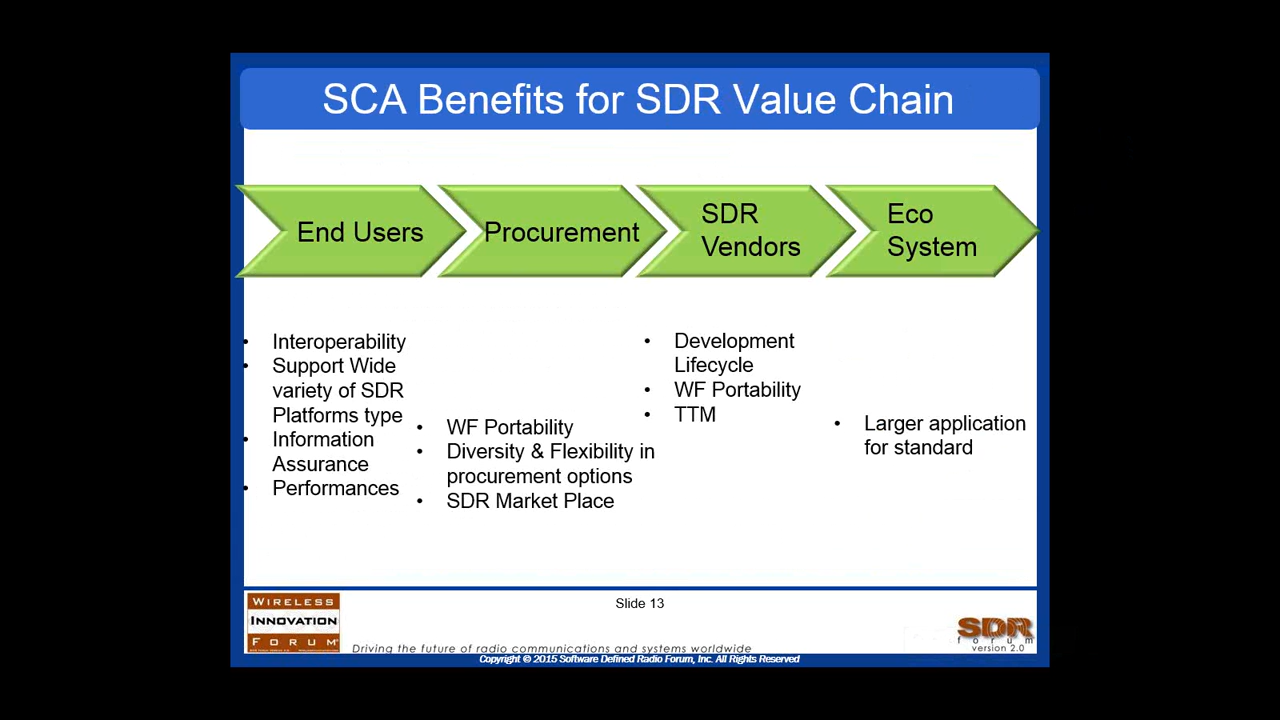 SCA Benefits for SDR Value Chain
End Users
Procurement
SDR
Vendors
Eco
System
• Interoperability
• Support Wide
variety of SDR
Platforms type
• Information
Assurance
• Performances
• WF Portability
• Diversity & Flexibility in
procurement options
• SDR Market Place
• Development
Lifecycle
• WF Portability
• TTM
• Larger application
for standard
WIRELESS
INNOVATION
FORUM
Slide 13
Driving the future of radio communications and systems worldwide
SDR
forum
version 2.0
Copyright © 2015 Software Defined Radio Forum, Inc. All Rights Reserved